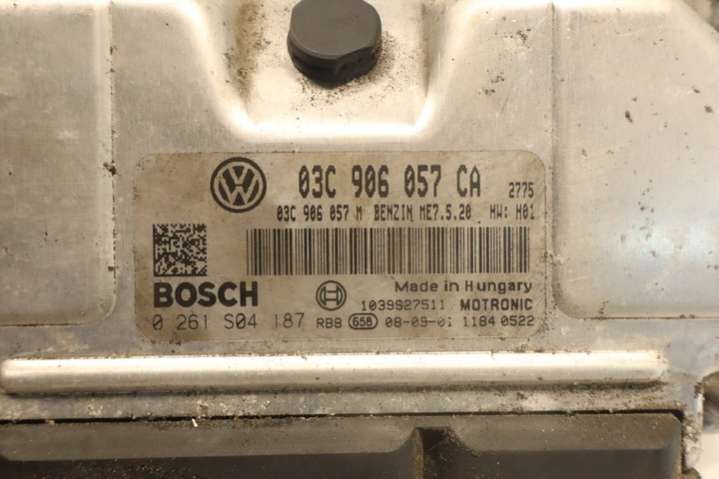 03C 906 057 CA 2775
03C 906 057 M BENZIN ME7.5.20 HW: H01
Made in Hungary
BOSCH 1039S27511 MOTRONIC
0 261 S04 187 RBB 658 08-09-01 1184 0522